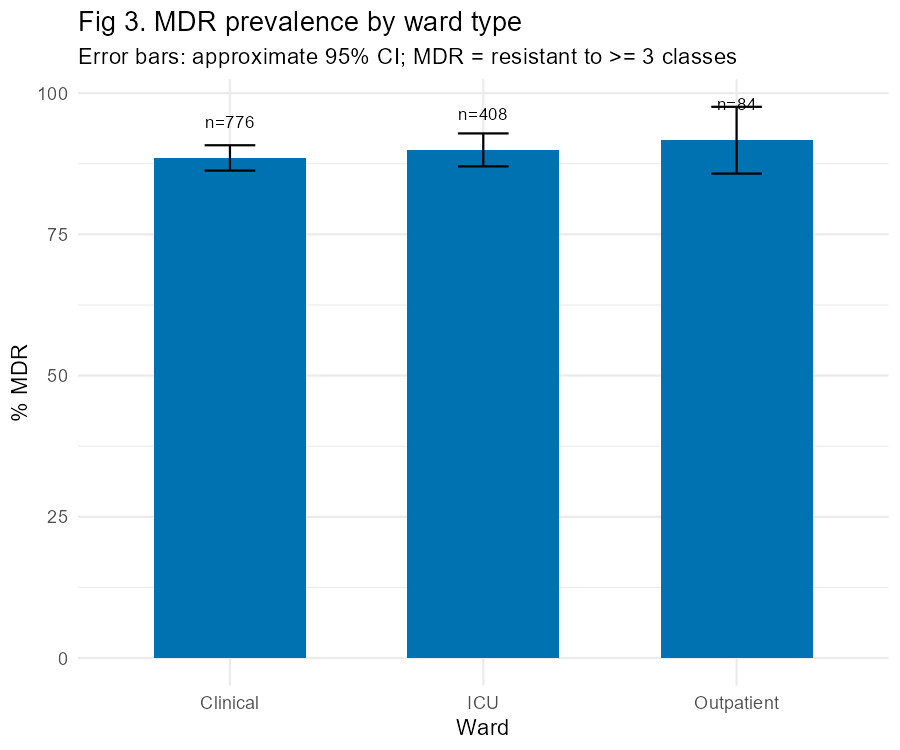 Fig 3. MDR prevalence by ward type
Error bars: approximate 95% CI; MDR = resistant to >= 3 classes
100
75
50
25
0
% MDR
n=776
n=408
n=84
Clinical
ICU
Outpatient
Ward